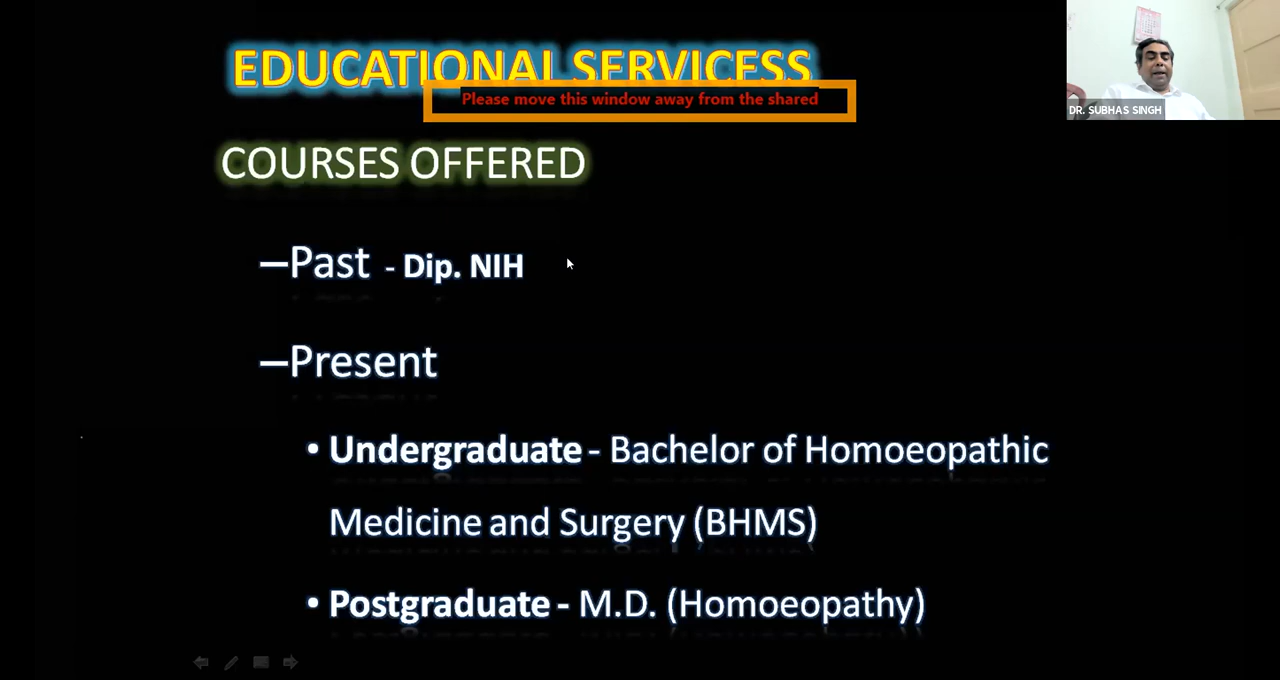 EDUCATIONAL SERVICESS
Please move this window away from the shared
COURSES OFFERED
–Past - Dip. NIH
–Present
• Undergraduate - Bachelor of Homoeopathic
Medicine and Surgery (BHMS)
• Postgraduate - M.D. (Homoeopathy)
DR. SUBHAS SINGH